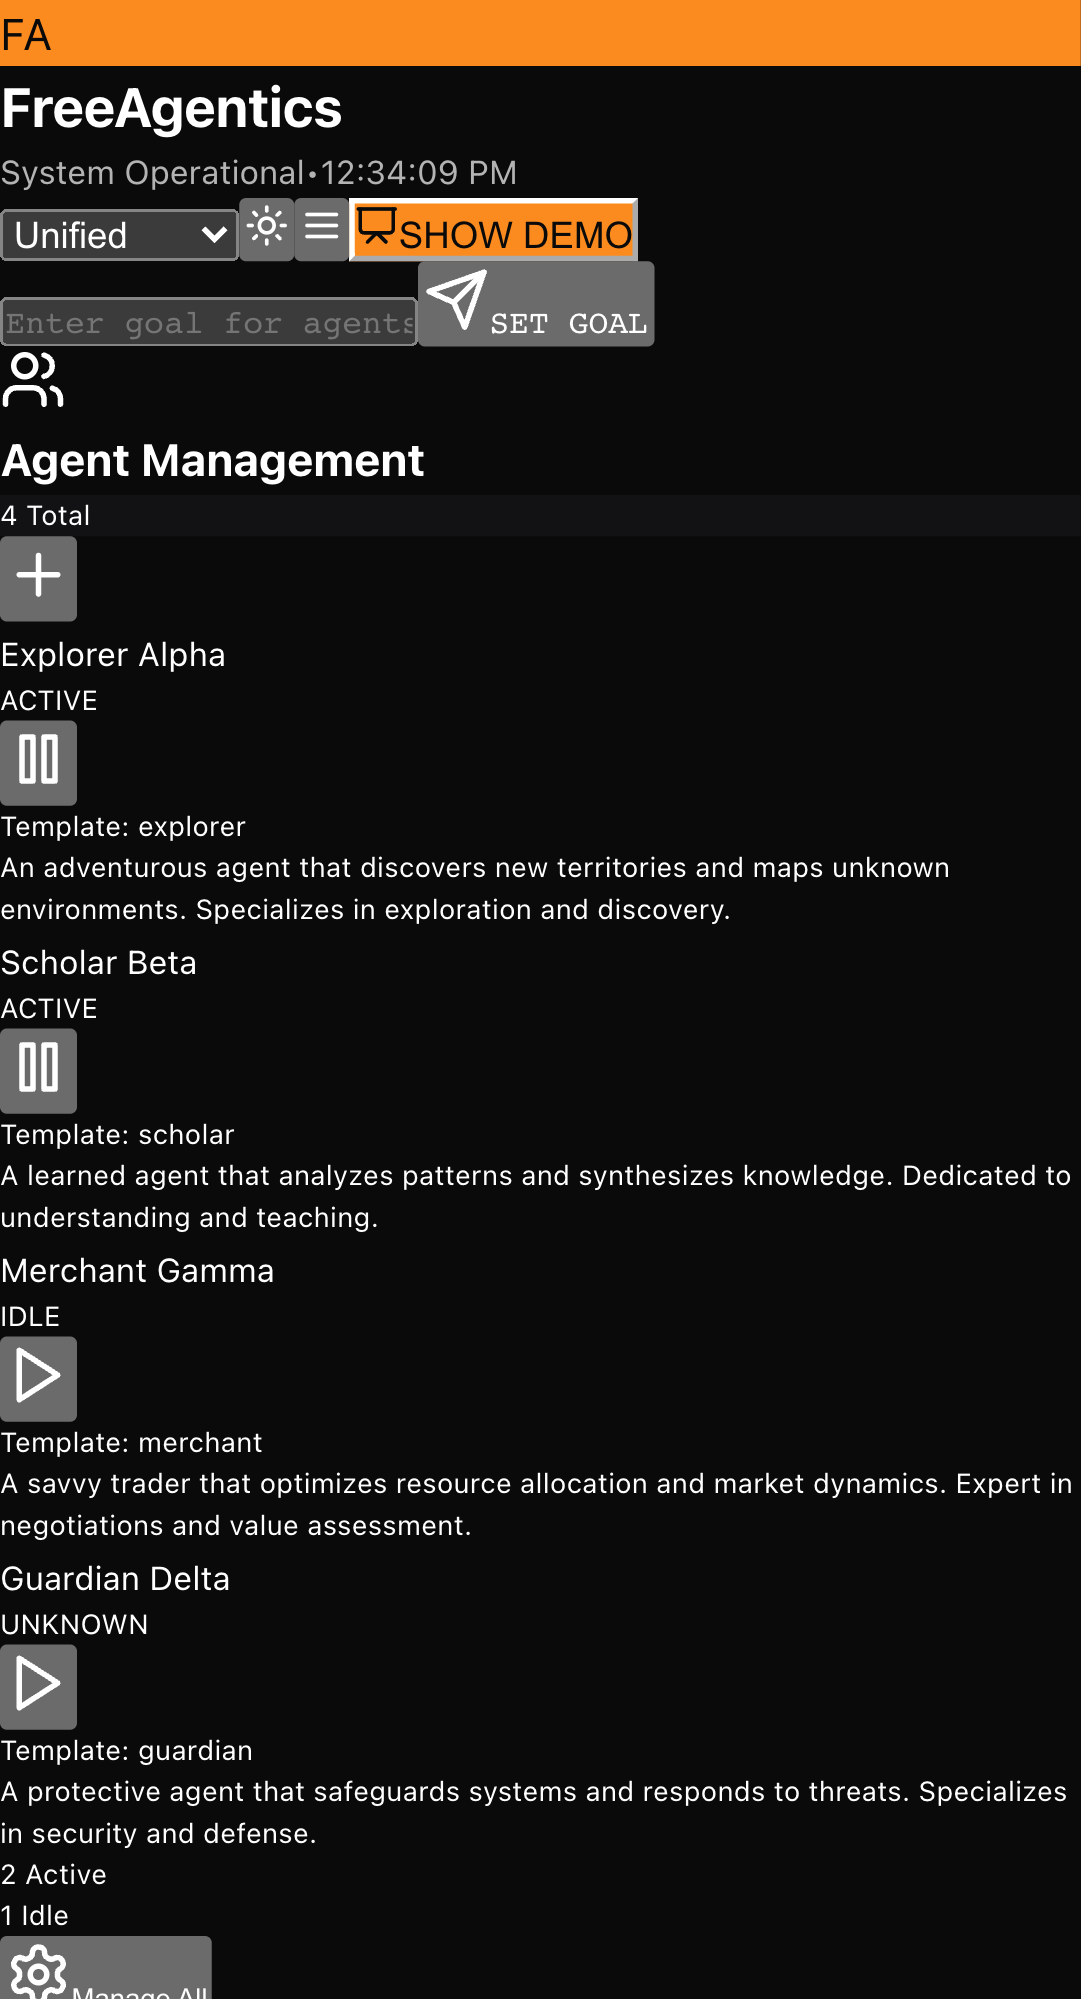 FA
FreeAgentics
System Operational•12:34:09 PM
Unified SHOW DEMO
Enter goal for agents SET GOAL
Agent Management
4 Total
Explorer Alpha
ACTIVE
Template: explorer
An adventurous agent that discovers new territories and maps unknown
environments. Specializes in exploration and discovery.
Scholar Beta
ACTIVE
Template: scholar
A learned agent that analyzes patterns and synthesizes knowledge. Dedicated to
understanding and teaching.
Merchant Gamma
IDLE
Template: merchant
A savvy trader that optimizes resource allocation and market dynamics. Expert in
negotiations and value assessment.
Guardian Delta
UNKNOWN
Template: guardian
A protective agent that safeguards systems and responds to threats. Specializes
in security and defense.
2 Active
1 Idle
Manage All